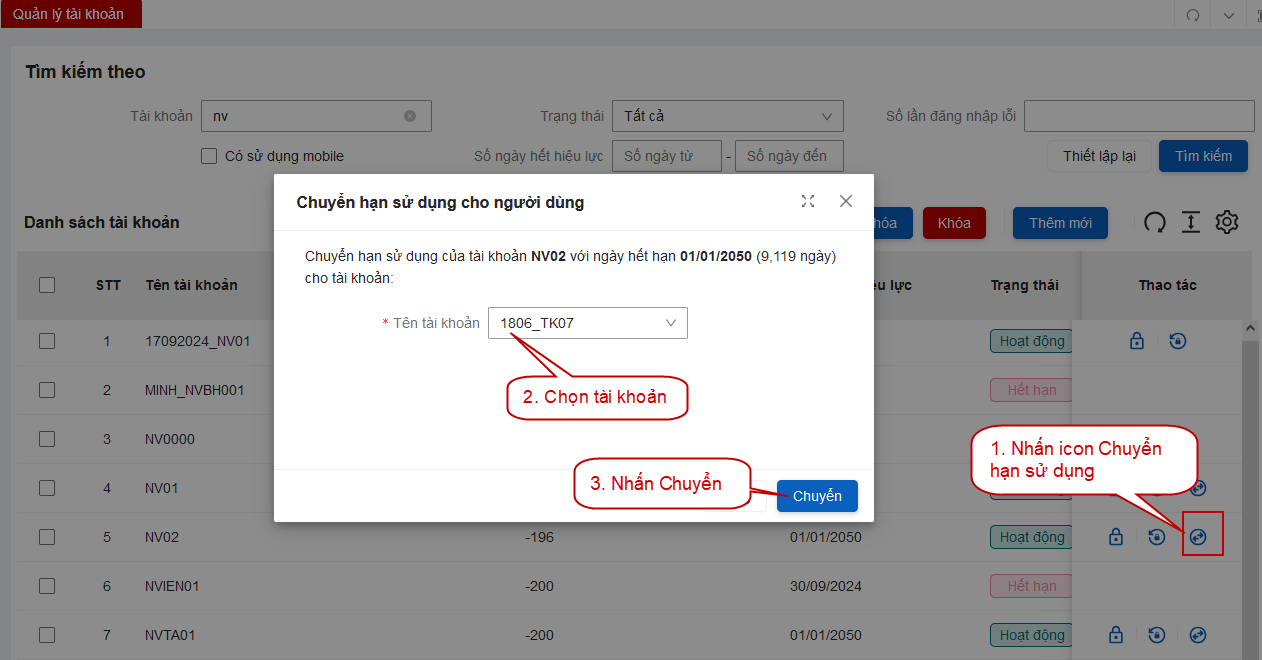 Quản lý tài khoản
Tìm kiếm theo
Tài khoản nv Trạng thái Tất cả Số lần đăng nhập lỗi
Có sử dụng mobile Số ngày hết hiệu lực Số ngày từ - Số ngày đến Thiết lập lại Tìm kiếm
Chuyển hạn sử dụng cho người dùng
Danh sách tài khoản Khóa Thêm mới
Chuyển hạn sử dụng của tài khoản NV02 với ngày hết hạn 01/01/2050 (9,119 ngày)
cho tài khoản:
STT Tên tài khoản Trạng thái Thao tác
* Tên tài khoản 1806_TK07
1 17092024_NV01 Hoạt động
2 MINH_NVBH001 Hết hạn
2. Chọn tài khoản
3 NV0000
1. Nhấn icon Chuyển
hạn sử dụng
4 NV01
3. Nhấn Chuyển
Chuyển
5 NV02 -196 01/01/2050 Hoạt động
6 NVIEN01 -200 30/09/2024 Hết hạn
7 NVTA01 -200 01/01/2050 Hoạt động